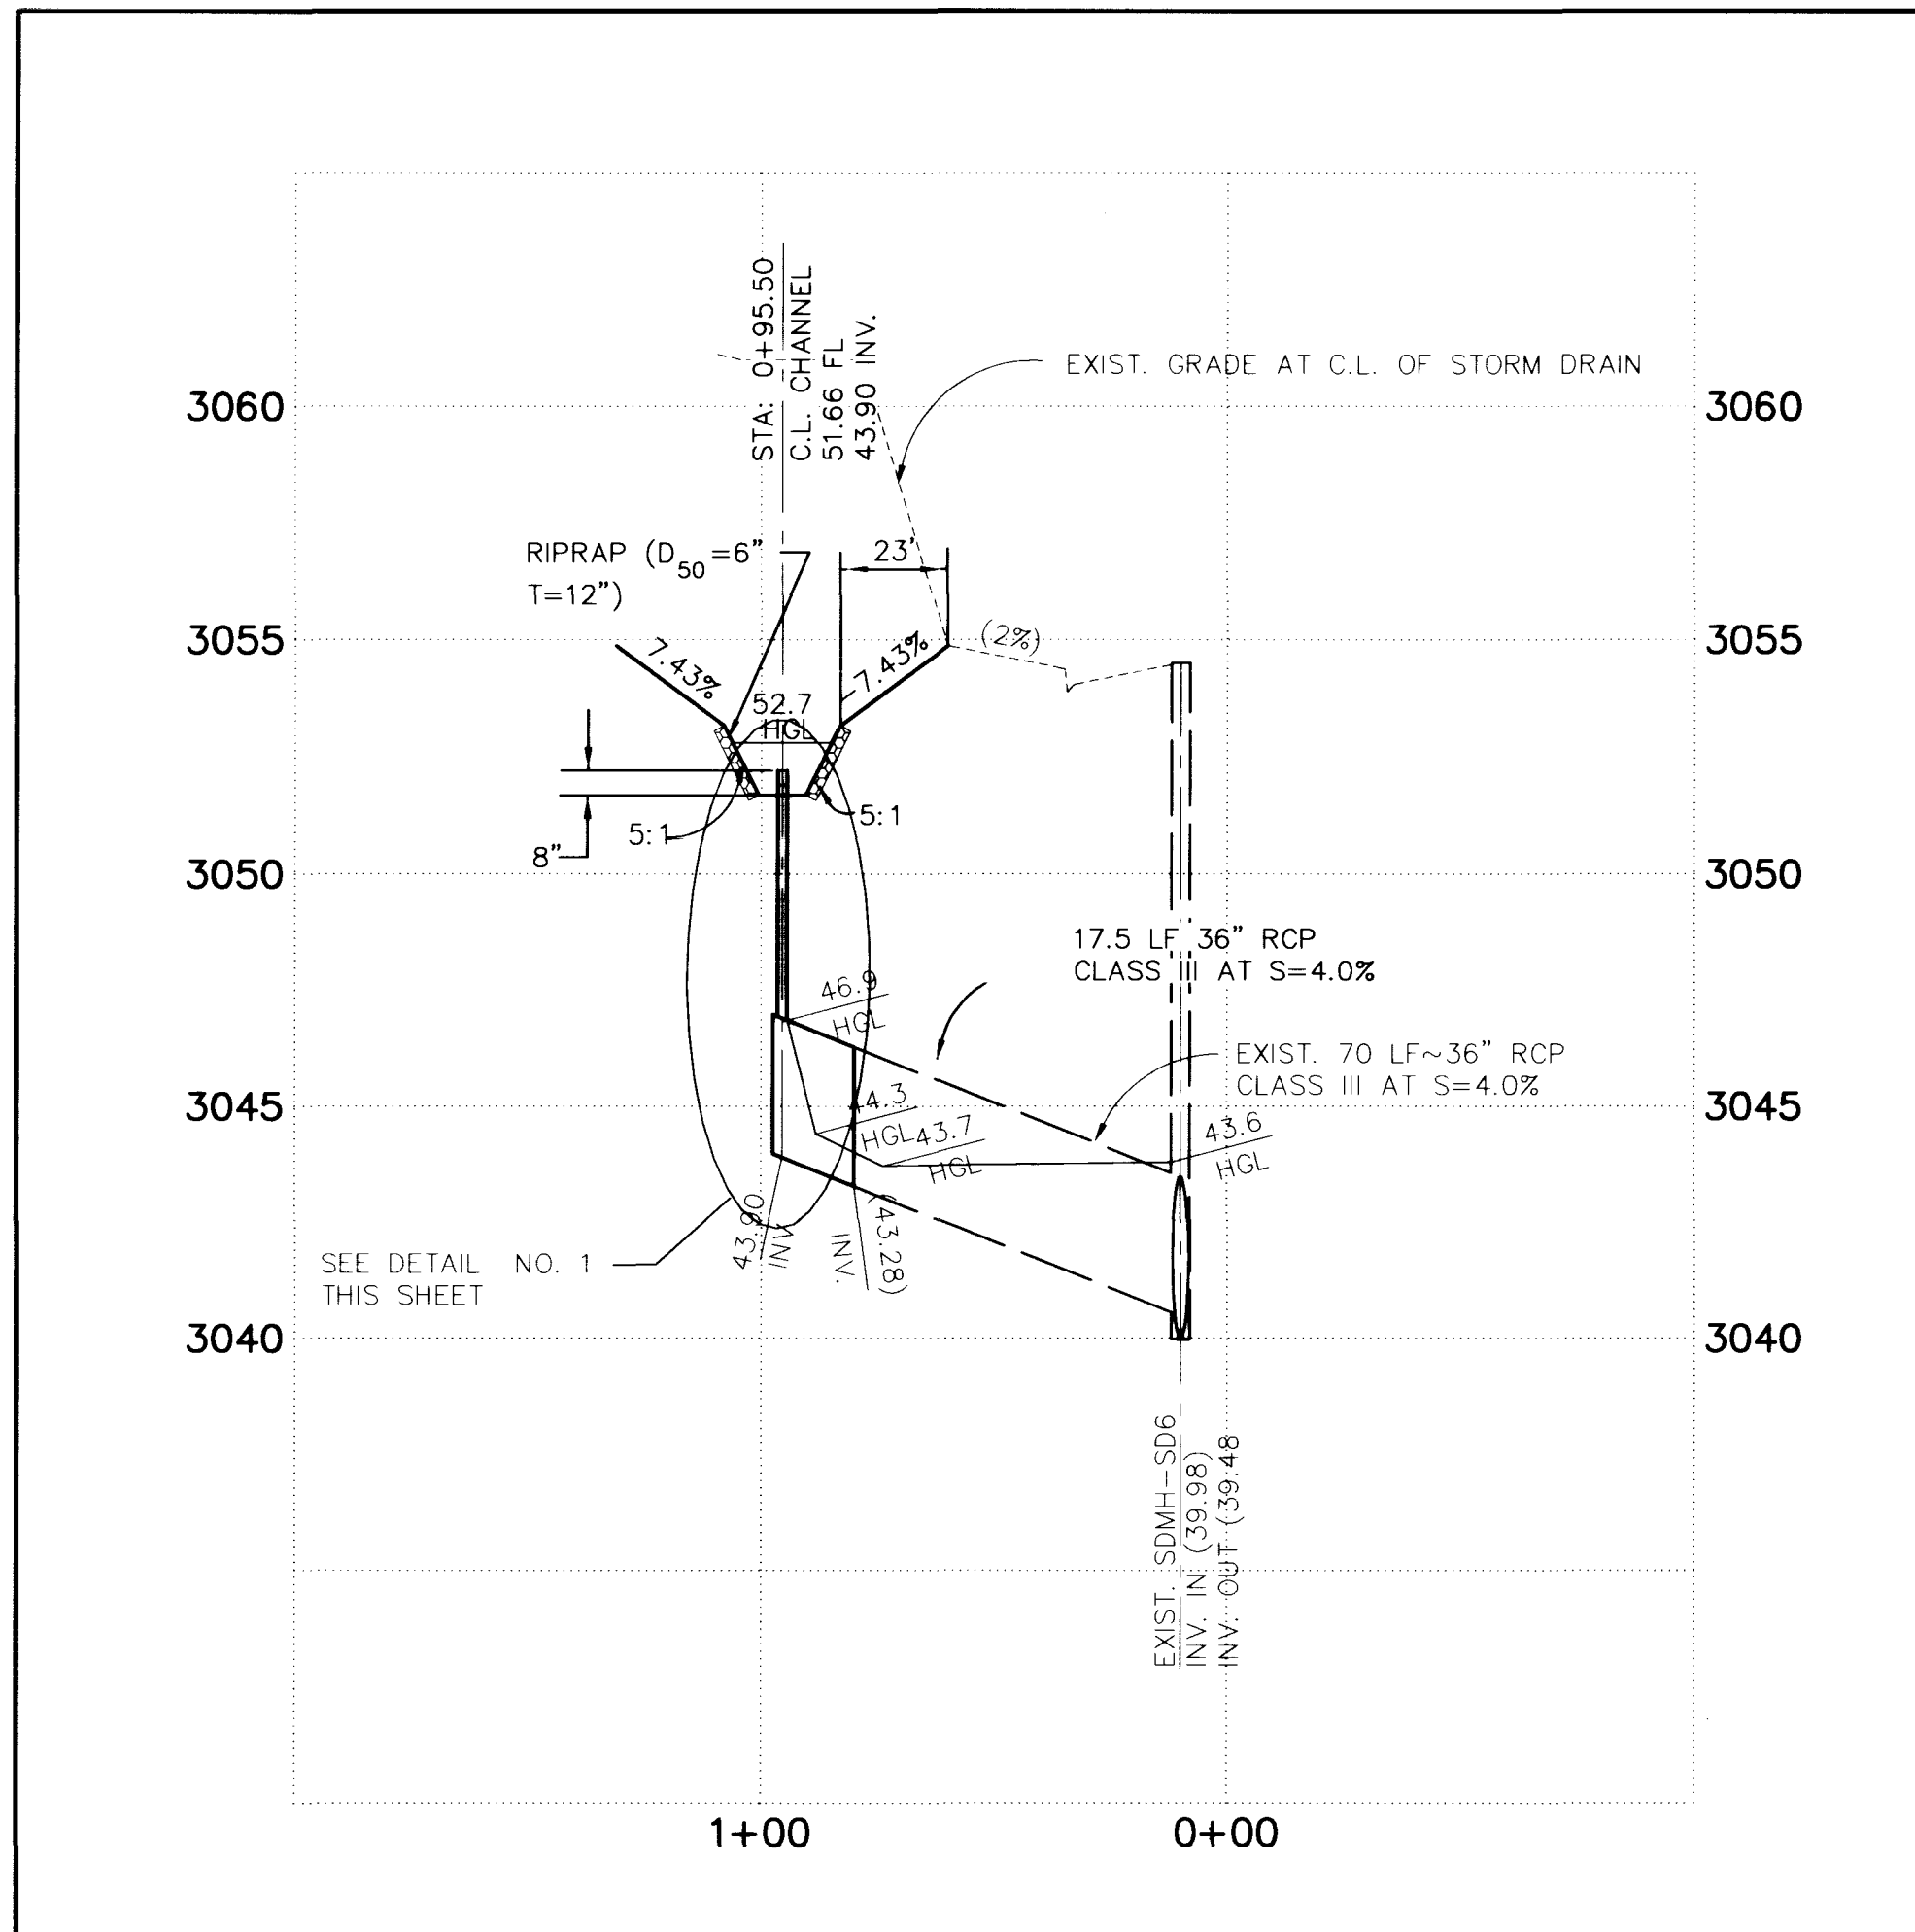 STA: 0+95.50
C.L. CHANNEL
51.66 FL
43.90 INV.
EXIST. GRADE AT C.L. OF STORM DRAIN
3060
3060
RIPRAP (D50=6"
T=12")
23'
3055
3055
7.43%
7.43%
(2%)
52.7
HGL
5:1
5:1
8"
3050
3050
17.5 LF 36" RCP
CLASS III AT S=4.0%
46.9
HGL
EXIST. 70 LF~36" RCP
CLASS III AT S=4.0%
3045
3045
4.3
HGL
43.7
HGL
43.6
HGL
43.90
INV
INV.
(43.28)
SEE DETAIL NO. 1
THIS SHEET
3040
3040
EXIST. SDMH-SD6
INV. IN (39.98)
INV. OUT (39.48
1+00
0+00